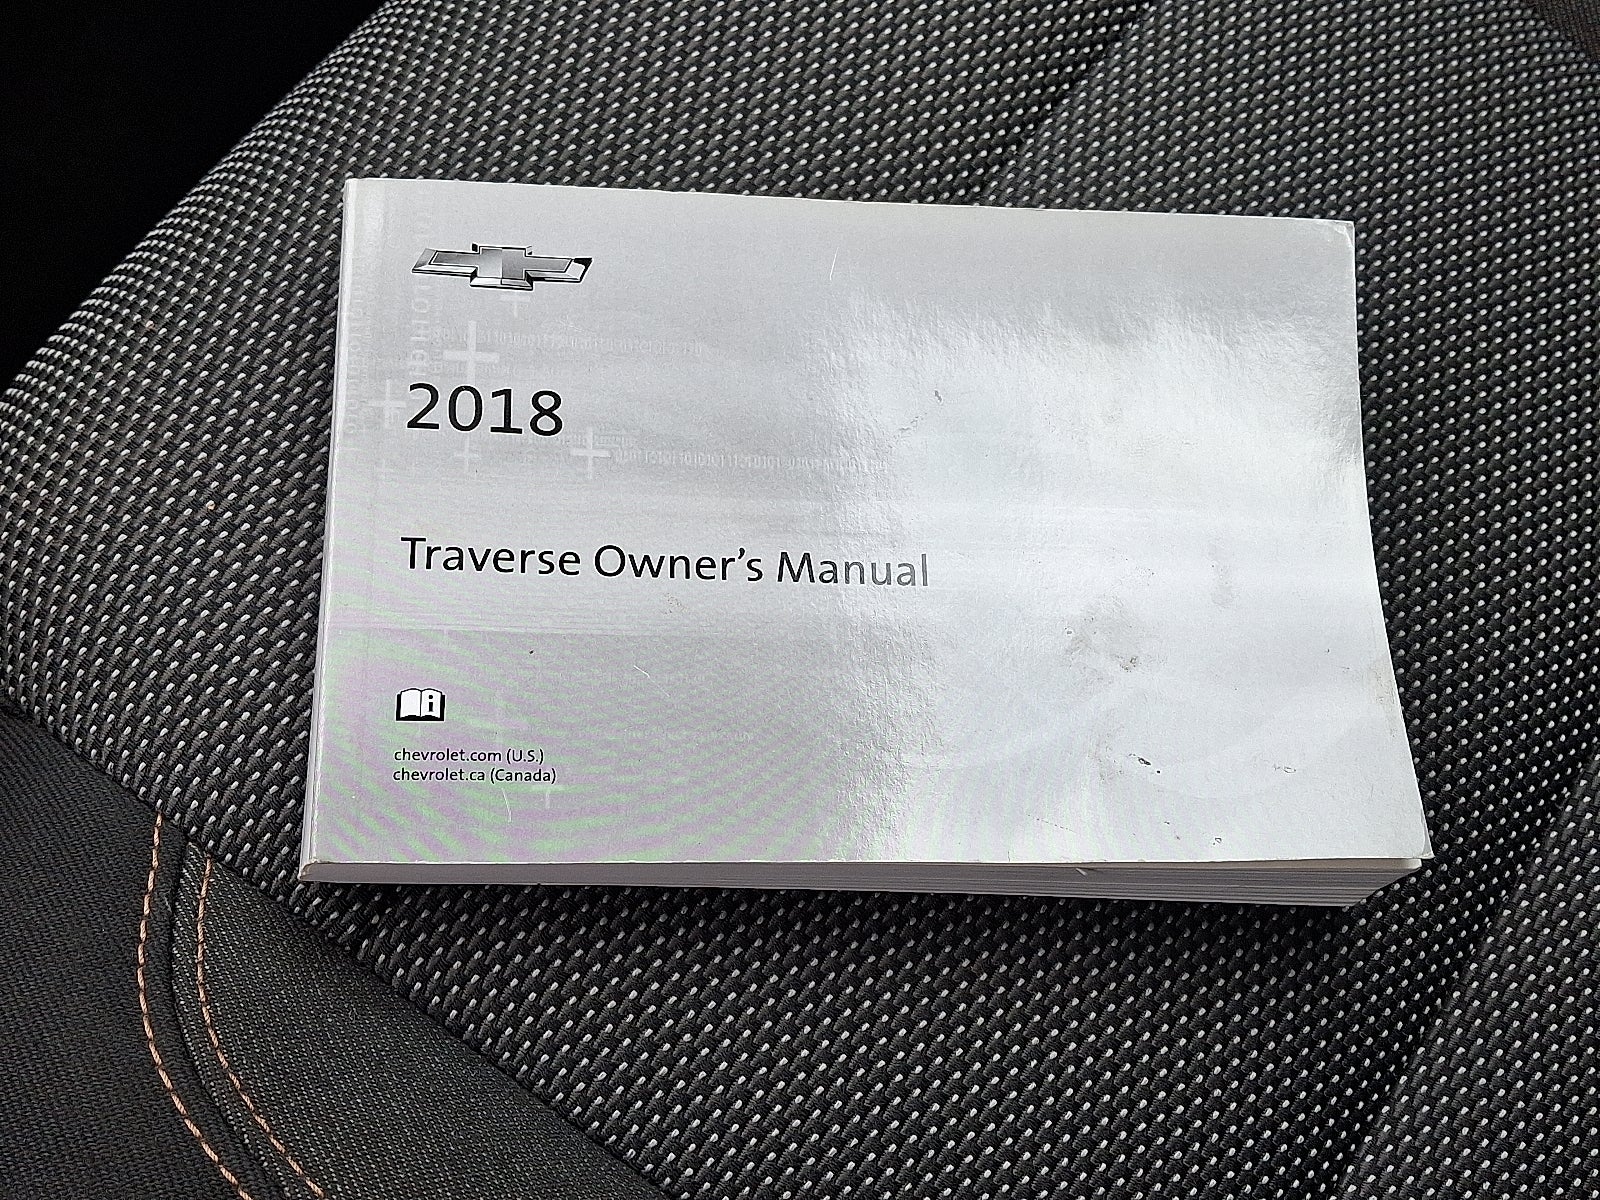 2018
Traverse Owner's Manual
i
chevrolet.com (U.S.)
chevrolet.ca (Canada)